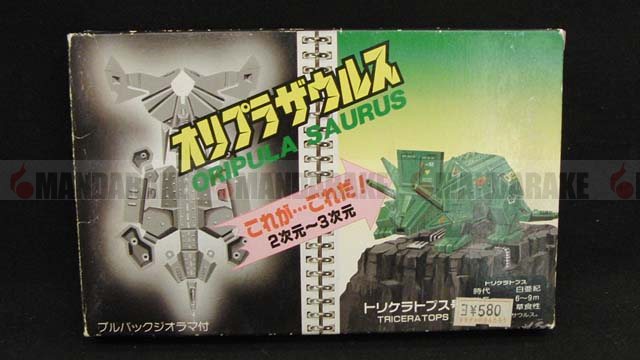 オリプラザウルス
ORIPULA SAURUS
これが…これだ!
2次元〜3次元
MANDARAKE
MANDARAKE
MANDARAKE
トリケラトプス
時代 白亜紀
6〜9m
草食性
トリケラトプス
TRICERATOPS
¥580
プルバックジオラマ付